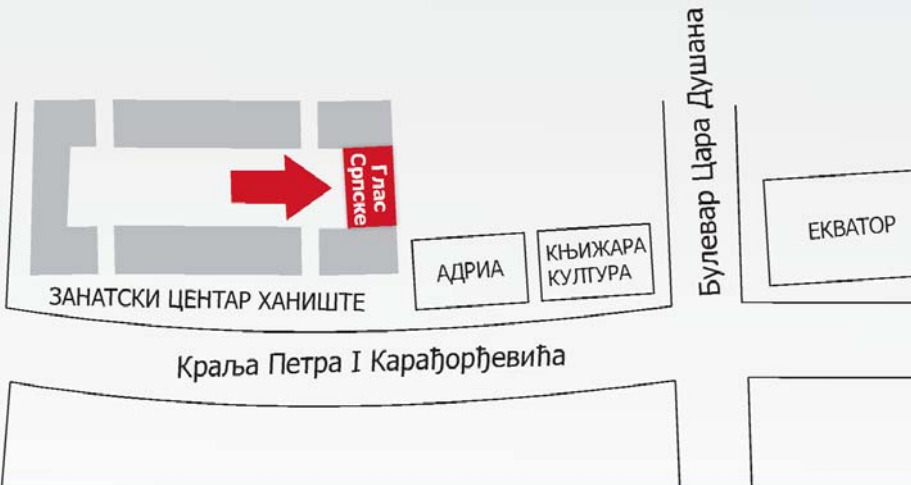 Булевар Цара Душана
Глас
Српске
ЕКВАТОР
АДРИА
КЊИЖАРА
КУЛТУРА
ЗАНАТСКИ ЦЕНТАР ХАНИШТЕ
Краља Петра I Карађорђевића